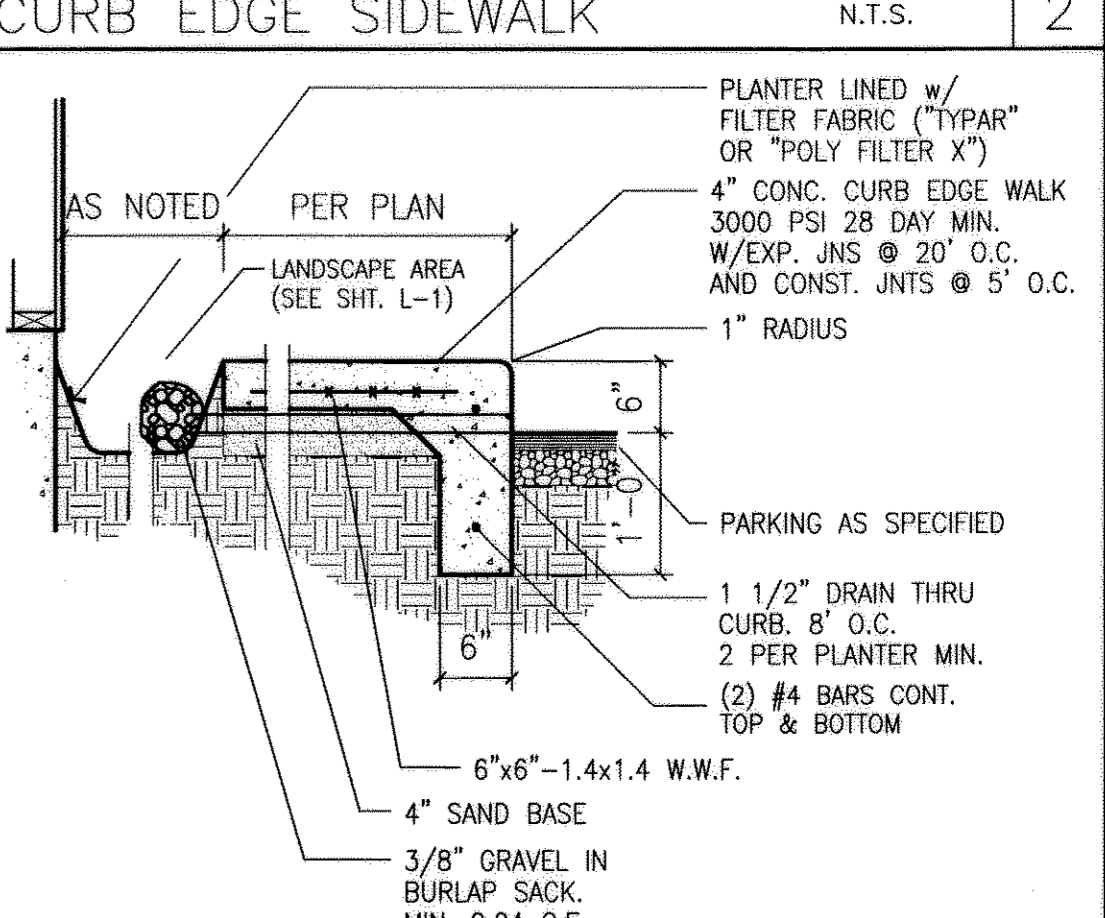 CURB EDGE SIDEWALK
N.T.S.
2
PLANTER LINED w/
FILTER FABRIC ("TYPAR"
OR "POLY FILTER X")
AS NOTED
PER PLAN
4" CONC. CURB EDGE WALK
3000 PSI 28 DAY MIN.
W/EXP. JNS @ 20' O.C.
AND CONST. JNTS @ 5' O.C.
LANDSCAPE AREA
(SEE SHT. L-1)
1" RADIUS
6"
1'-0"
PARKING AS SPECIFIED
1 1/2" DRAIN THRU
CURB. 8' O.C.
2 PER PLANTER MIN.
6"
(2) #4 BARS CONT.
TOP & BOTTOM
6"x6"-1.4x1.4 W.W.F.
4" SAND BASE
3/8" GRAVEL IN
BURLAP SACK.
MIN.